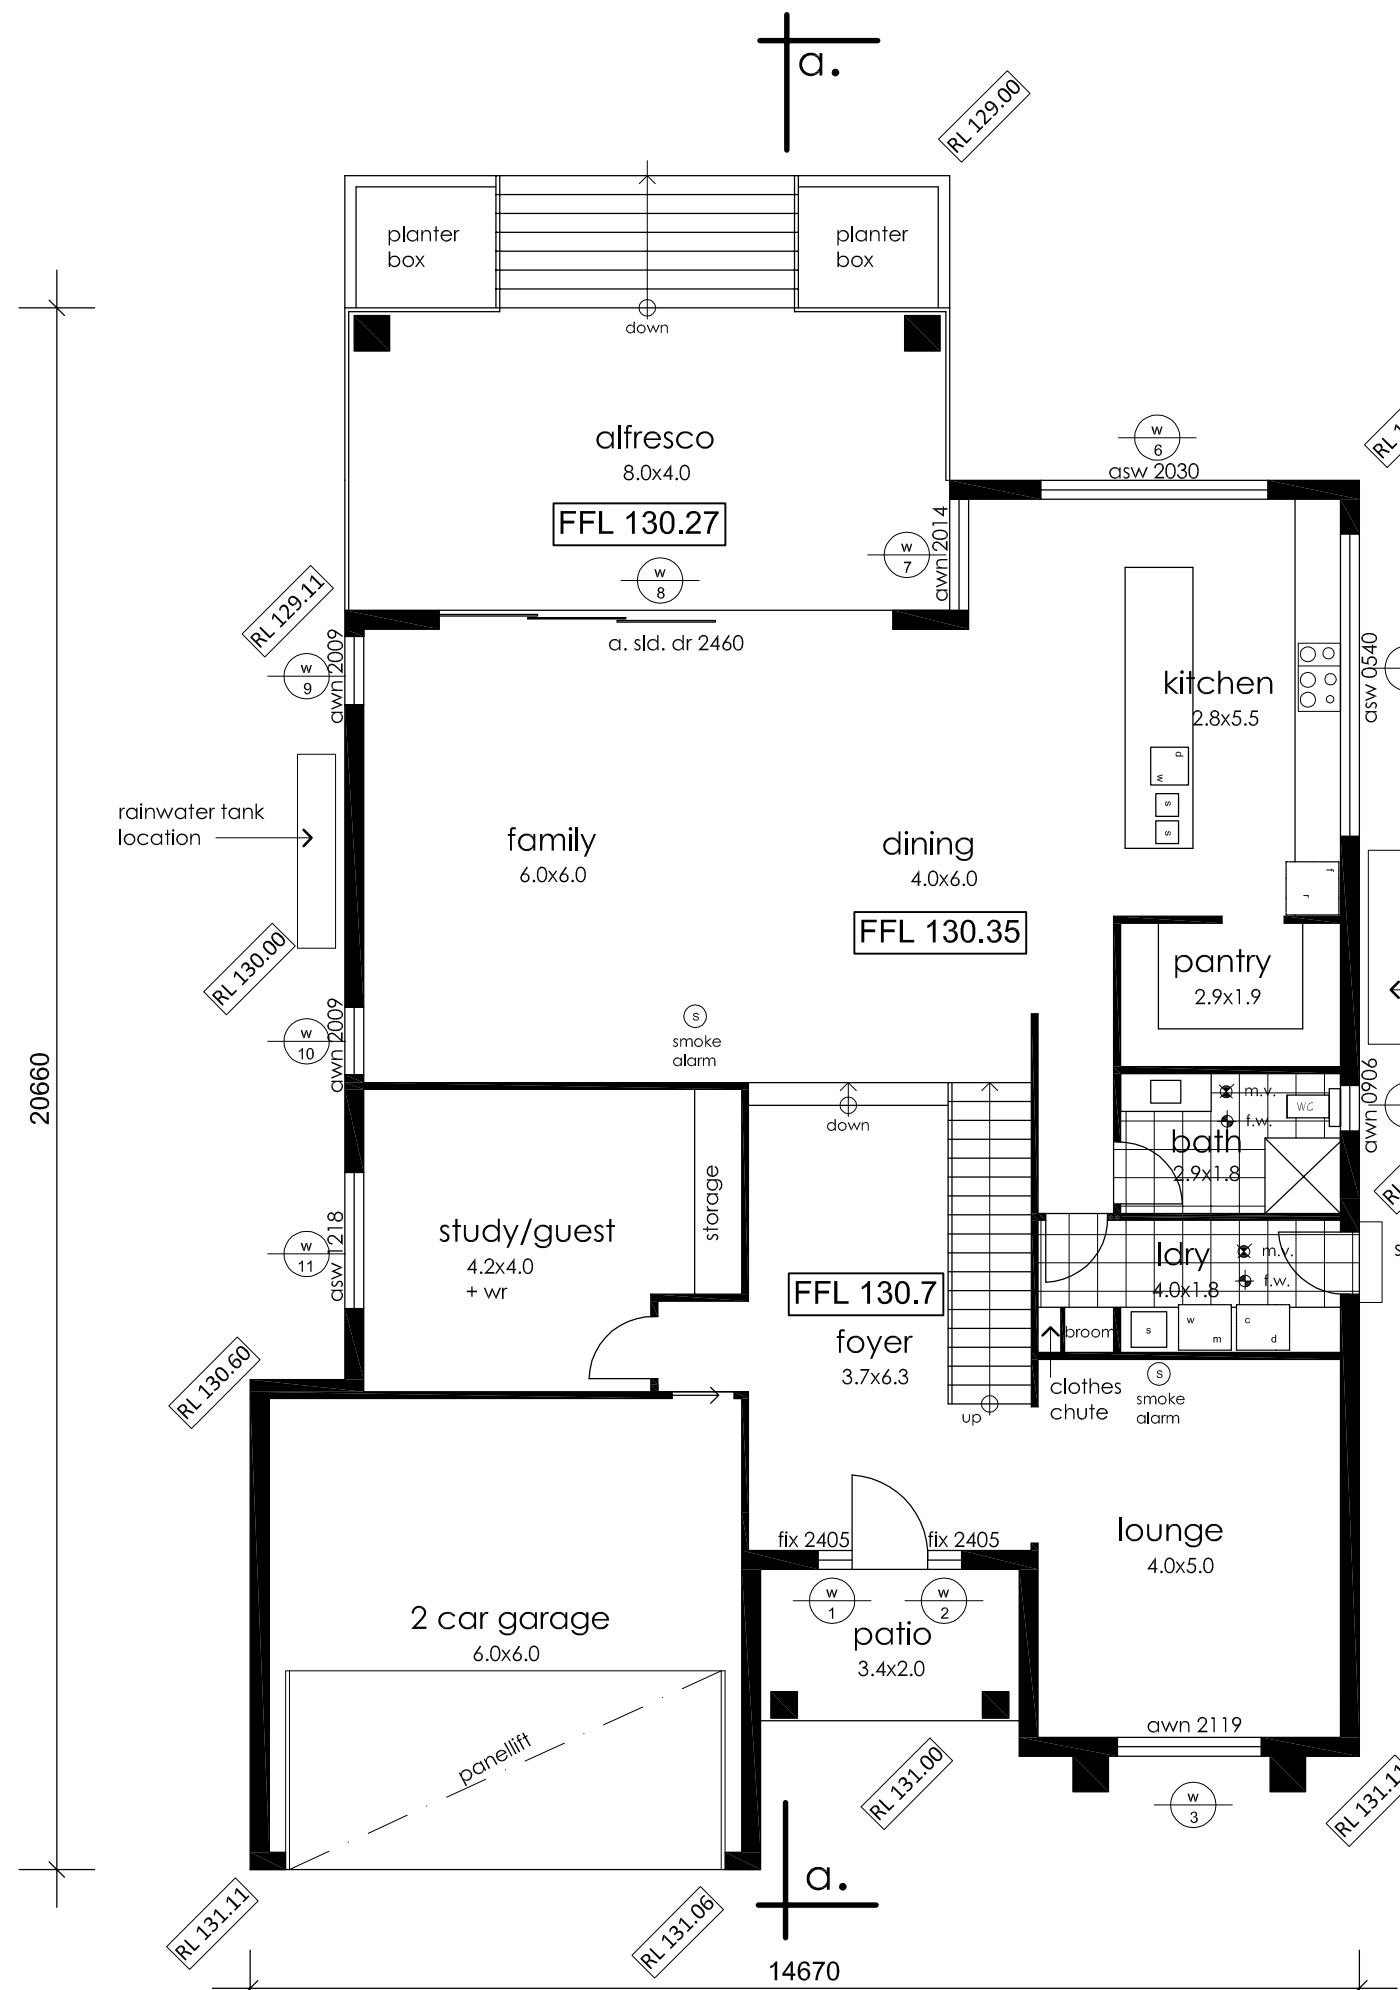 a.
RL 129.00
planter
box
planter
box
down
alfresco
8.0x4.0
FFL 130.27
w
6
asw 2030
w
7
awn 2014
w
8
a. sld. dr 2460
RL 129.11
w
9
awn 2009
kitchen
2.8x5.5
asw 0540
d
w
s
s
f
r
rainwater tank
location
family
6.0x6.0
dining
4.0x6.0
FFL 130.35
RL 130.00
pantry
2.9x1.9
w
10
awn 2009
s
smoke
alarm
20660
down
m.v.
f.w.
WC
bath
2.9x1.8
awn 0906
storage
study/guest
4.2x4.0
+ wr
w
11
asw 1218
ldry
4.0x1.8
m.v.
f.w.
FFL 130.7
foyer
3.7x6.3
broom
s
w
m
c
d
RL 130.60
up
clothes
chute
s
smoke
alarm
fix 2405
fix 2405
lounge
4.0x5.0
w
1
w
2
2 car garage
6.0x6.0
patio
3.4x2.0
panellift
awn 2119
RL 131.00
w
3
RL 131.11
a.
RL 131.11
RL 131.06
14670